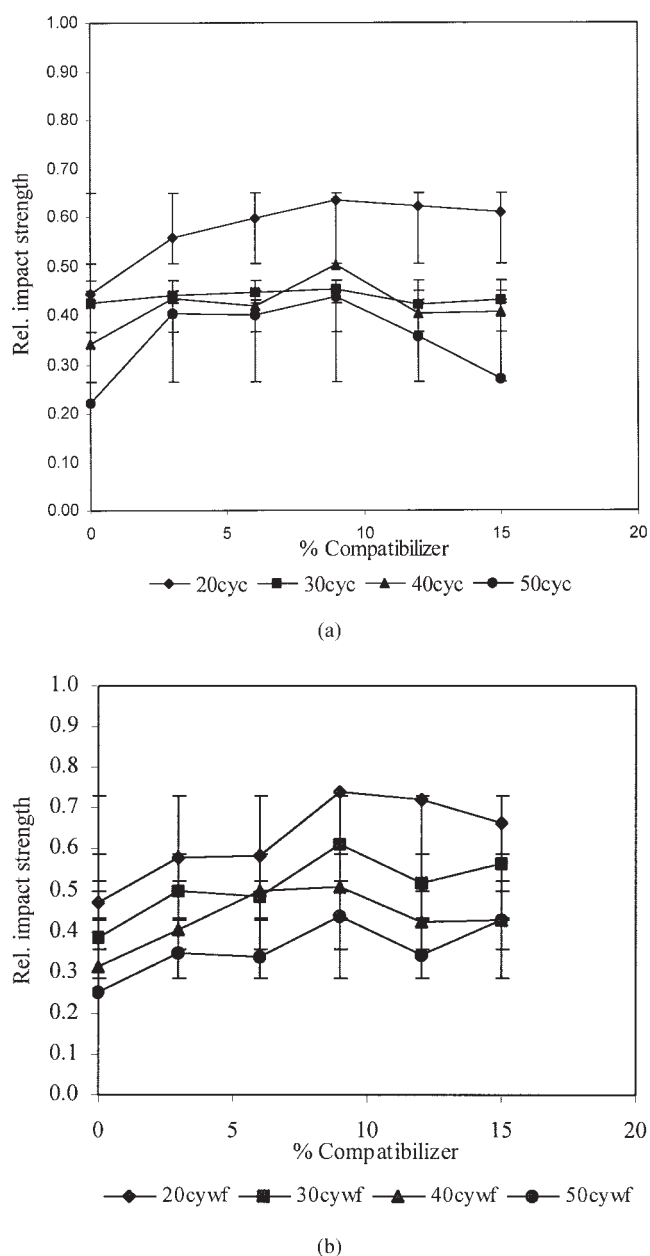 1.00
0.90
0.80
0.70
0.60
0.50
0.40
0.30
0.20
0.10
0.00
Rel. impact strength
0 5 10 15 20
% Compatibilizer
20cyc 30cyc 40cyc 50cyc
(a)
1.0
0.9
0.8
0.7
0.6
0.5
0.4
0.3
0.2
0.1
0.0
Rel. impact strength
0 5 10 15 20
% Compatibilizer
20cywf 30cywf 40cywf 50cywf
(b)